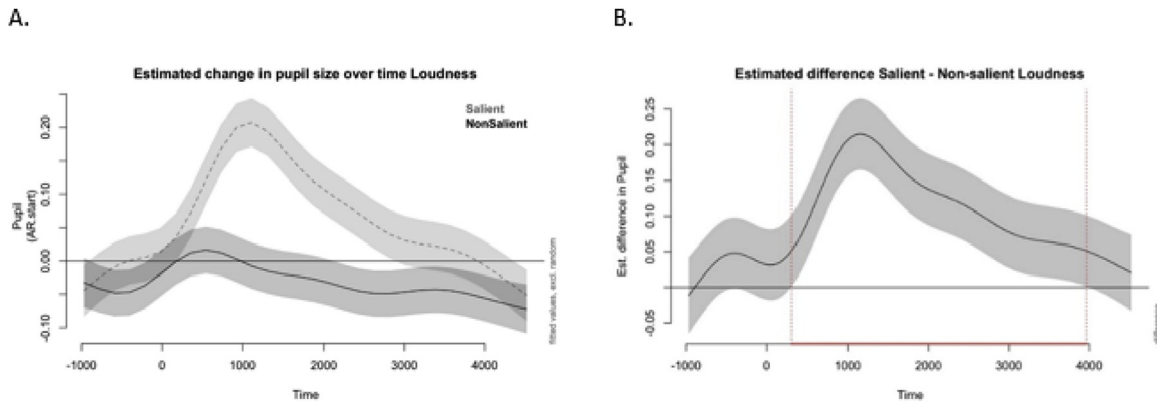 A.
B.
Estimated change in pupil size over time Loudness
Pupil
(AR.start)
0.20
0.10
0.00
-0.10
Salient
NonSalient
fitted values, excl. random
-1000 0 1000 2000 3000 4000
Time
Estimated difference Salient - Non-salient Loudness
Est. difference in Pupil
0.25
0.20
0.15
0.10
0.05
-0.05
-1000 0 1000 2000 3000 4000
Time